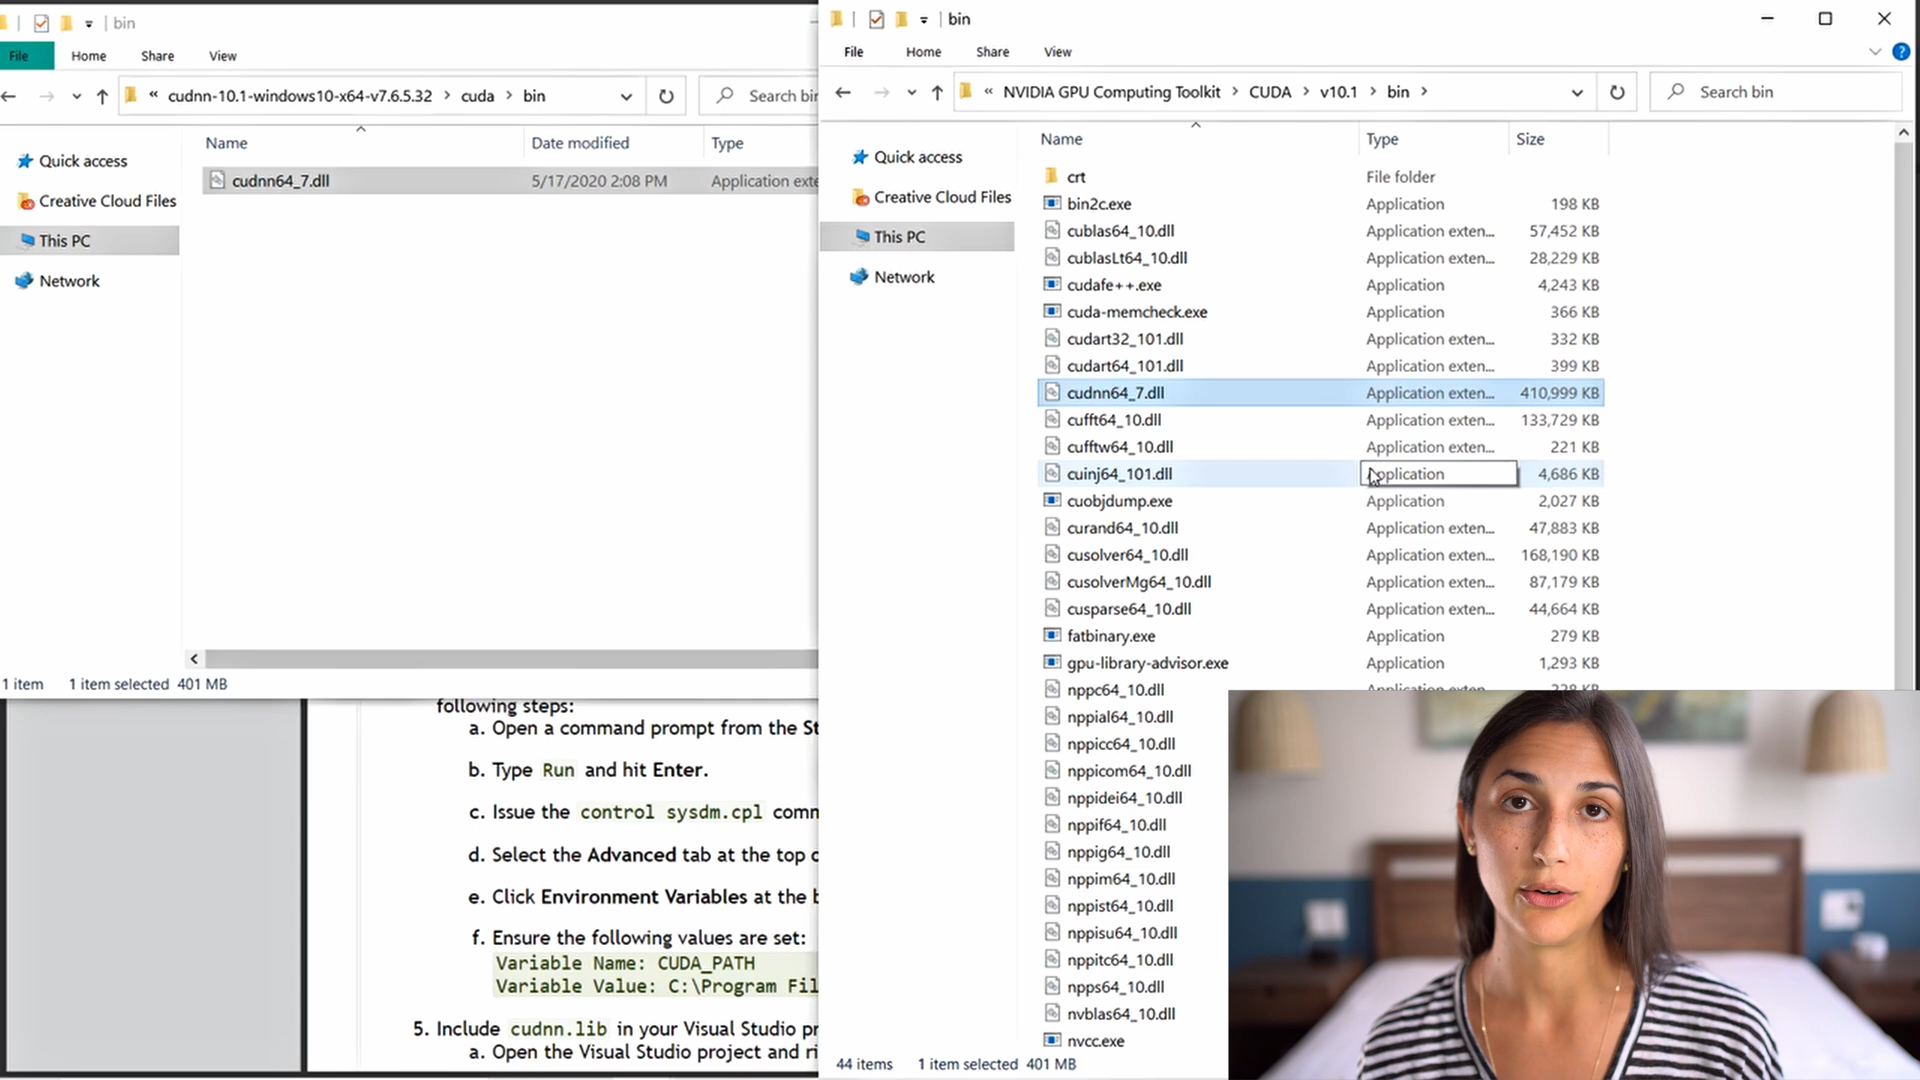 bin
File Home Share View
« cudnn-10.1-windows10-x64-v7.6.5.32 > cuda > bin
Search bin
Name Date modified Type
Quick access
Creative Cloud Files
This PC
Network
cudnn64_7.dll 5/17/2020 2:08 PM Application exte
1 item 1 item selected 401 MB
following steps:
a. Open a command prompt from the St
b. Type Run and hit Enter.
c. Issue the control sysdm.cpl comm
d. Select the Advanced tab at the top o
e. Click Environment Variables at the b
f. Ensure the following values are set:
Variable Name: CUDA_PATH
Variable Value: C:\Program Fil
5. Include cudnn.lib in your Visual Studio pr
a. Open the Visual Studio project and ri
bin
File Home Share View
« NVIDIA GPU Computing Toolkit > CUDA > v10.1 > bin >
Search bin
Quick access
Creative Cloud Files
This PC
Network
Name Type Size
crt File folder
bin2c.exe Application 198 KB
cublas64_10.dll Application exten... 57,452 KB
cublasLt64_10.dll Application exten... 28,229 KB
cudafe++.exe Application 4,243 KB
cuda-memcheck.exe Application 366 KB
cudart32_101.dll Application exten... 332 KB
cudart64_101.dll Application exten... 399 KB
cudnn64_7.dll Application exten... 410,999 KB
cufft64_10.dll Application exten... 133,729 KB
cufftw64_10.dll Application exten... 221 KB
cuinj64_101.dll Application 4,686 KB
cuobjdump.exe Application 2,027 KB
curand64_10.dll Application exten... 47,883 KB
cusolver64_10.dll Application exten... 168,190 KB
cusolverMg64_10.dll Application exten... 87,179 KB
cusparse64_10.dll Application exten... 44,664 KB
fatbinary.exe Application 279 KB
gpu-library-advisor.exe Application 1,293 KB
nppc64_10.dll
nppial64_10.dll
nppicc64_10.dll
nppicom64_10.dll
nppidei64_10.dll
nppif64_10.dll
nppig64_10.dll
nppim64_10.dll
nppist64_10.dll
nppisu64_10.dll
nppitc64_10.dll
npps64_10.dll
nvblas64_10.dll
nvcc.exe
44 items 1 item selected 401 MB